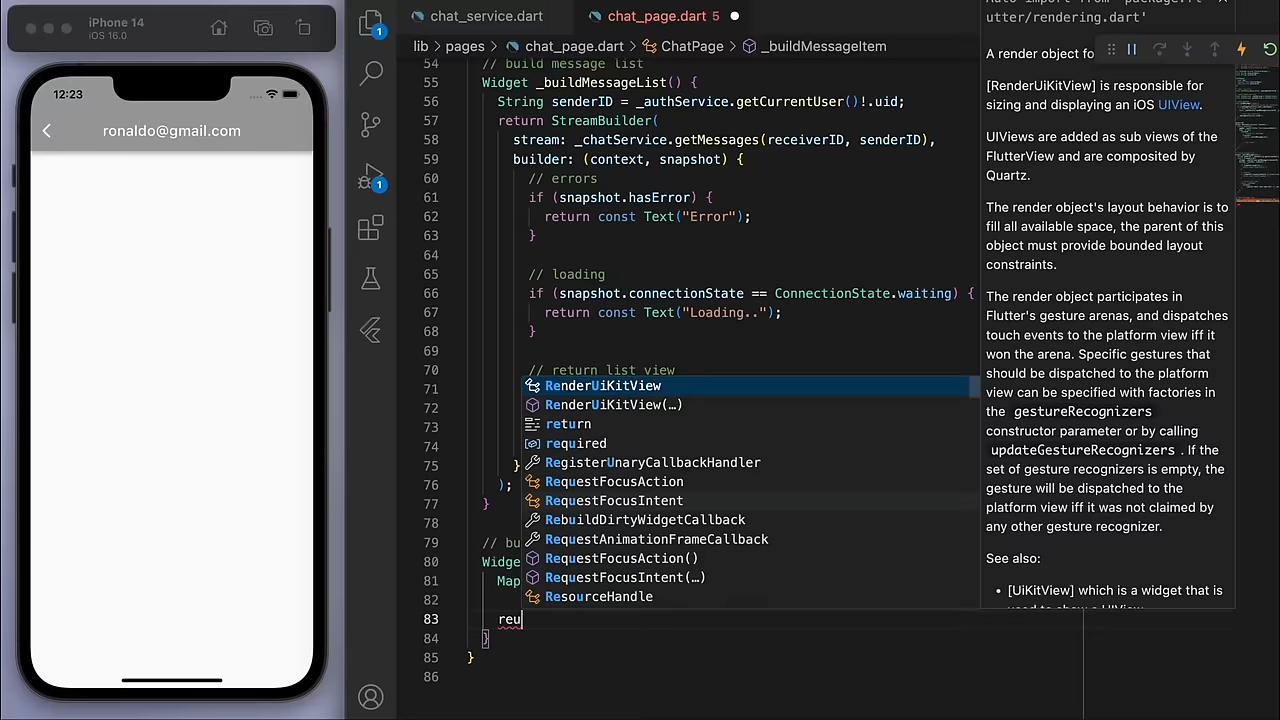 iPhone 14
iOS 16.0
12:23
ronaldo@gmail.com
1
1
chat_service.dart
chat_page.dart 5
lib > pages > chat_page.dart > ChatPage > _buildMessageItem
54 // build message list
55 Widget _buildMessageList() {
56 String senderID = _authService.getCurrentUser()!.uid;
57 return StreamBuilder(
58 stream: _chatService.getMessages(receiverID, senderID),
59 builder: (context, snapshot) {
60 // errors
61 if (snapshot.hasError) {
62 return const Text("Error");
63 }
64
65 // loading
66 if (snapshot.connectionState == ConnectionState.waiting) {
67 return const Text("Loading..");
68 }
69
70 // return list view
71
72
73
74
75 }
76 );
77 }
78
79 // bu
80 Widge
81 Map
82
83 reu
84 }
85 }
86
RenderUiKitView
RenderUiKitView(…)
return
required
RegisterUnaryCallbackHandler
RequestFocusAction
RequestFocusIntent
RebuildDirtyWidgetCallback
RequestAnimationFrameCallback
RequestFocusAction()
RequestFocusIntent(…)
ResourceHandle
utter/rendering.dart'
A render object fo
[RenderUiKitView] is responsible for
sizing and displaying an iOS UIView.
UIViews are added as sub views of the
FlutterView and are composited by
Quartz.
The render object's layout behavior is to
fill all available space, the parent of this
object must provide bounded layout
constraints.
The render object participates in
Flutter's gesture arenas, and dispatches
touch events to the platform view iff it
won the arena. Specific gestures that
should be dispatched to the platform
view can be specified with factories in
the gestureRecognizers
constructor parameter or by calling
updateGestureRecognizers . If the
set of gesture recognizers is empty, the
gesture will be dispatched to the
platform view iff it was not claimed by
any other gesture recognizer.
See also:
• [UiKitView] which is a widget that is